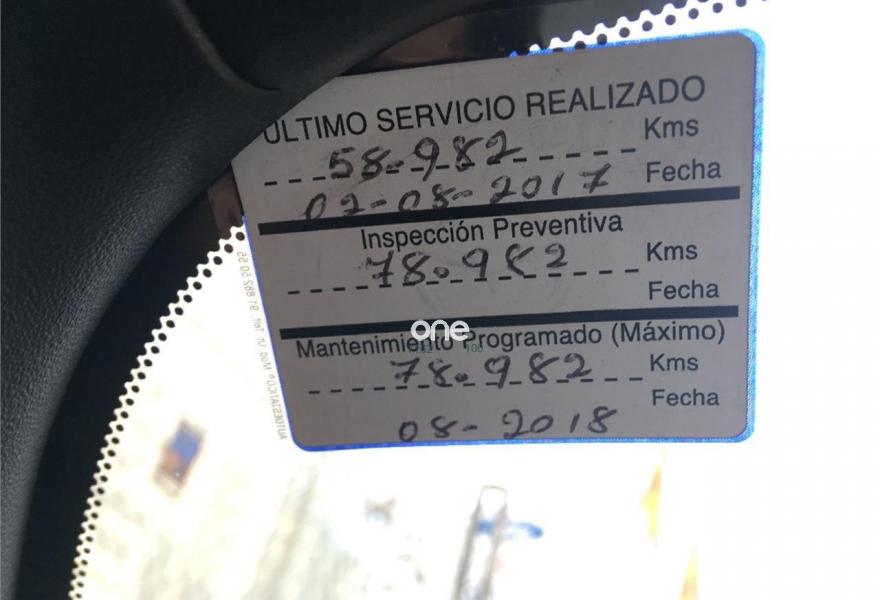 ÚLTIMO SERVICIO REALIZADO
58.982 Kms
02-08-2017 Fecha
Inspección Preventiva
78.982 Kms
Fecha
one
Mantenimiento Programado (Máximo)
78.982 Kms
Fecha
08-2018